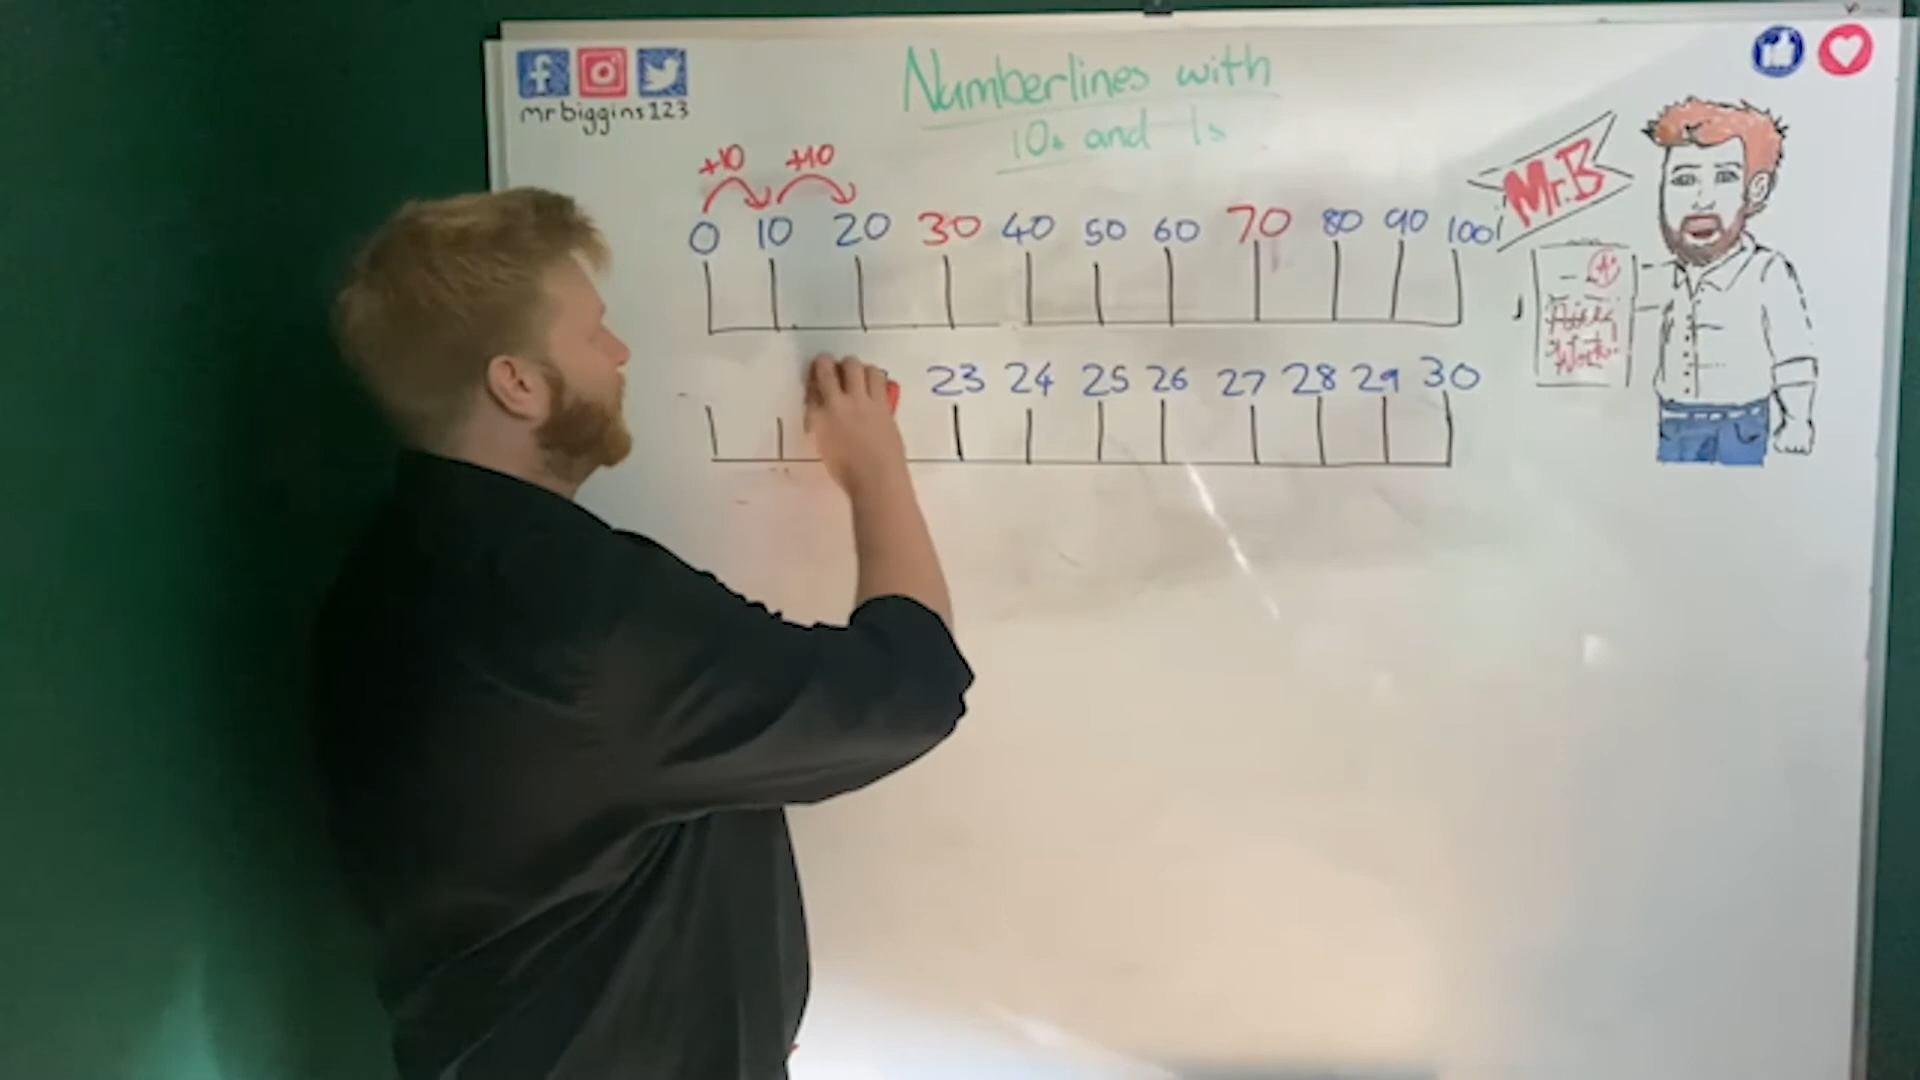 mrbiggins123
Numberlines with
10s and 1s
+10 +10
0 10 20 30 40 50 60 70 80 90 100
Mr.B
A+
23 24 25 26 27 28 29 30
Work!